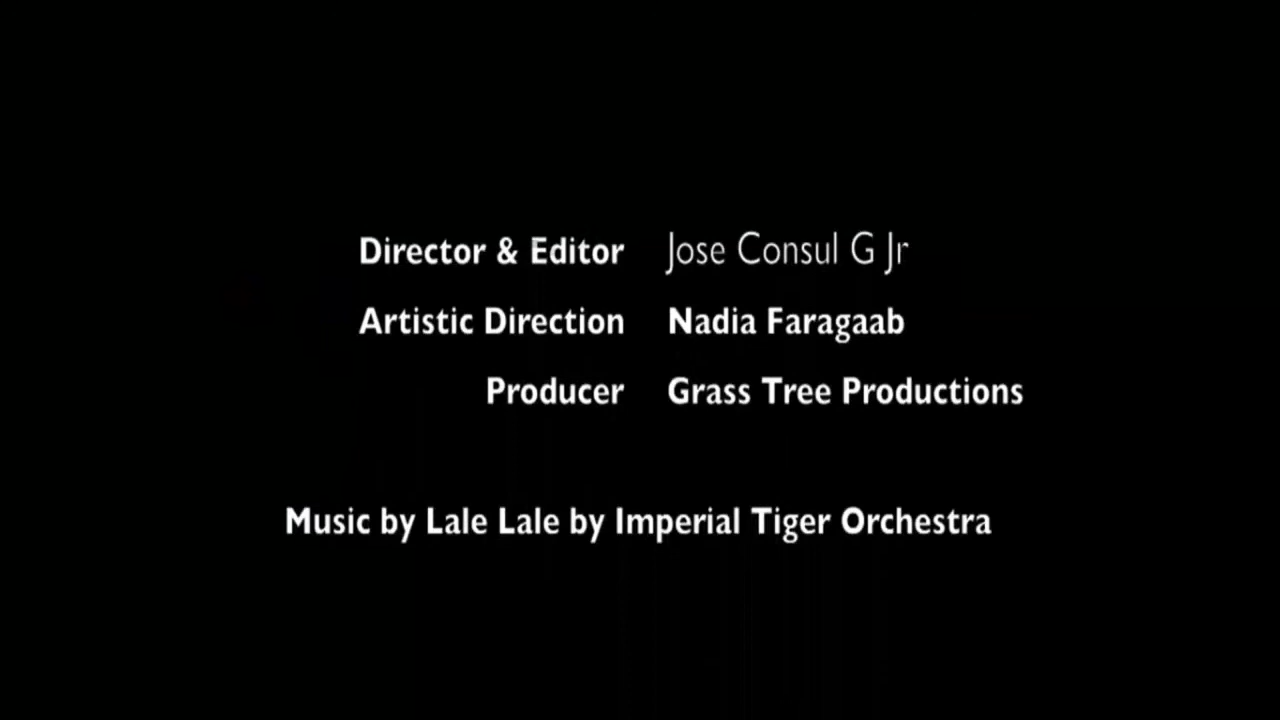 Director & Editor Jose Consul G Jr
Artistic Direction Nadia Faragaab
Producer Grass Tree Productions
Music by Lale Lale by Imperial Tiger Orchestra